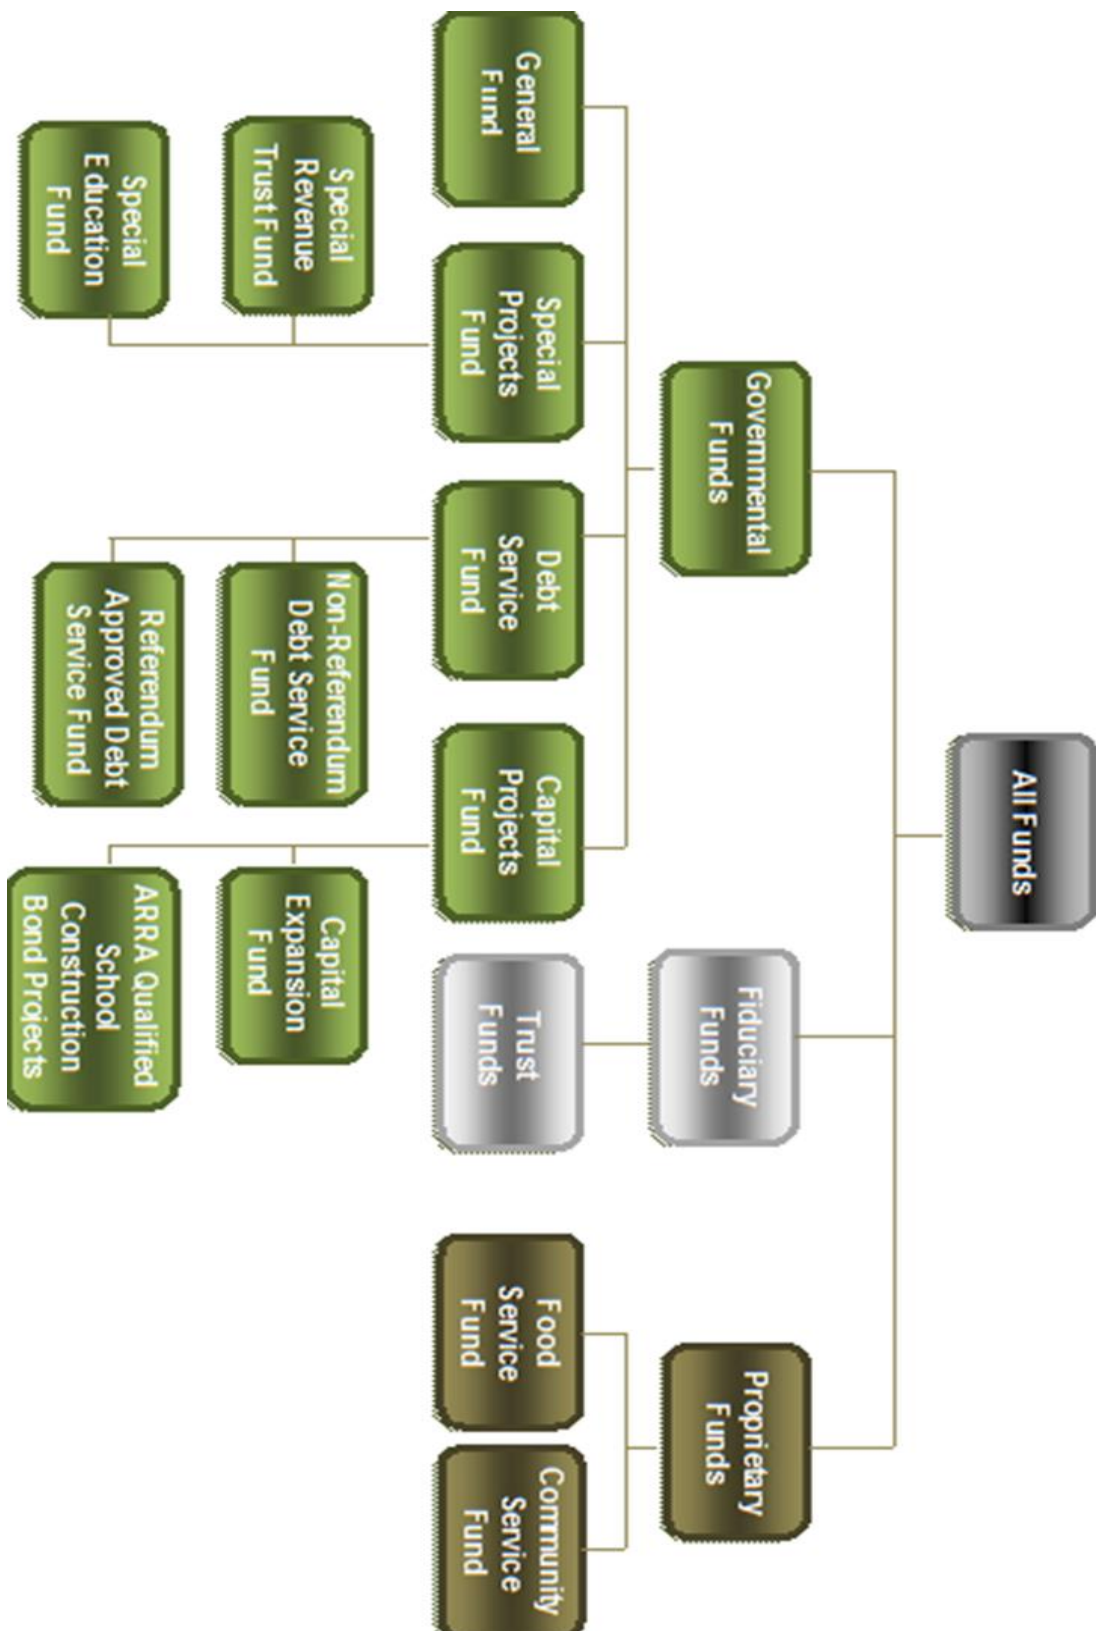 All Funds
Governmental
Funds
Fiduciary
Funds
Proprietary
Funds
General
Fund
Special
Projects
Fund
Debt
Service
Fund
Capital
Projects
Fund
Trust
Funds
Food
Service
Fund
Community
Service
Fund
Special
Revenue
Trust Fund
Non-Referendum
Debt Service
Fund
Capital
Expansion
Fund
Special
Education
Fund
Referendum
Approved Debt
Service Fund
ARRA Qualified
School
Construction
Bond Projects